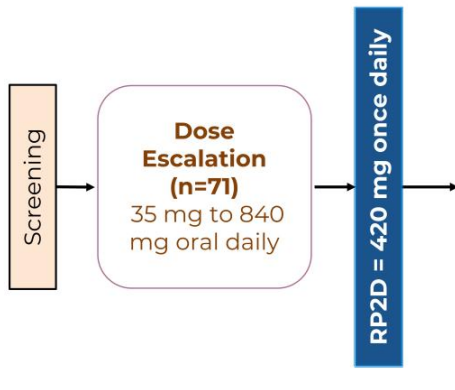 Screening
Dose
Escalation
(n=71)
35 mg to 840
mg oral daily
RP2D = 420 mg once daily